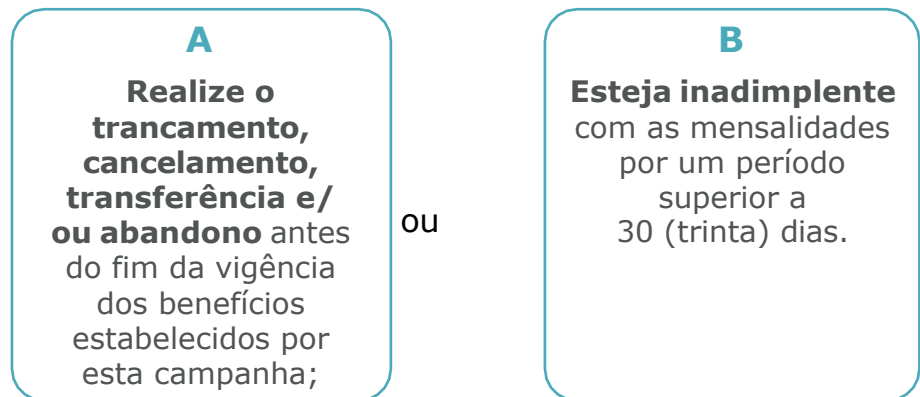 A
Realize o
trancamento,
cancelamento,
transferência e/
ou abandono antes
do fim da vigência
dos benefícios
estabelecidos por
esta campanha;
ou
B
Esteja inadimplente
com as mensalidades
por um período
superior a
30 (trinta) dias.